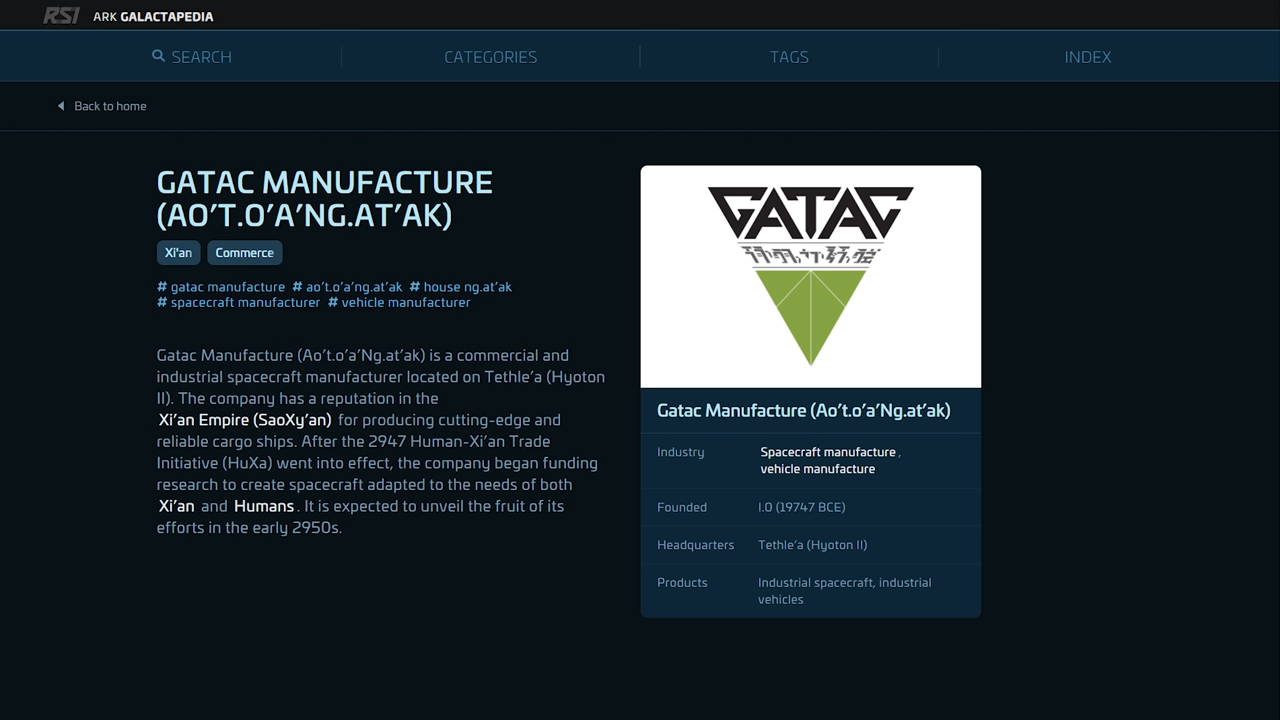 RSI ARK GALACTAPEDIA
SEARCH CATEGORIES TAGS INDEX
Back to home
GATAC MANUFACTURE
(AO’T.O’A’NG.AT’AK)
Xi'an Commerce
# gatac manufacture # ao’t.o’a’ng.at’ak # house ng.at’ak
# spacecraft manufacturer # vehicle manufacturer
Gatac Manufacture (Ao’t.o’a’Ng.at’ak) is a commercial and
industrial spacecraft manufacturer located on Tethle’a (Hyoton
II). The company has a reputation in the
Xi’an Empire (SaoXy’an) for producing cutting-edge and
reliable cargo ships. After the 2947 Human-Xi’an Trade
Initiative (HuXa) went into effect, the company began funding
research to create spacecraft adapted to the needs of both
Xi’an and Humans. It is expected to unveil the fruit of its
efforts in the early 2950s.
GATAC
Gatac Manufacture (Ao’t.o’a’Ng.at’ak)
Industry Spacecraft manufacture ,
vehicle manufacture
Founded I.0 (19747 BCE)
Headquarters Tethle’a (Hyoton II)
Products Industrial spacecraft, industrial
vehicles